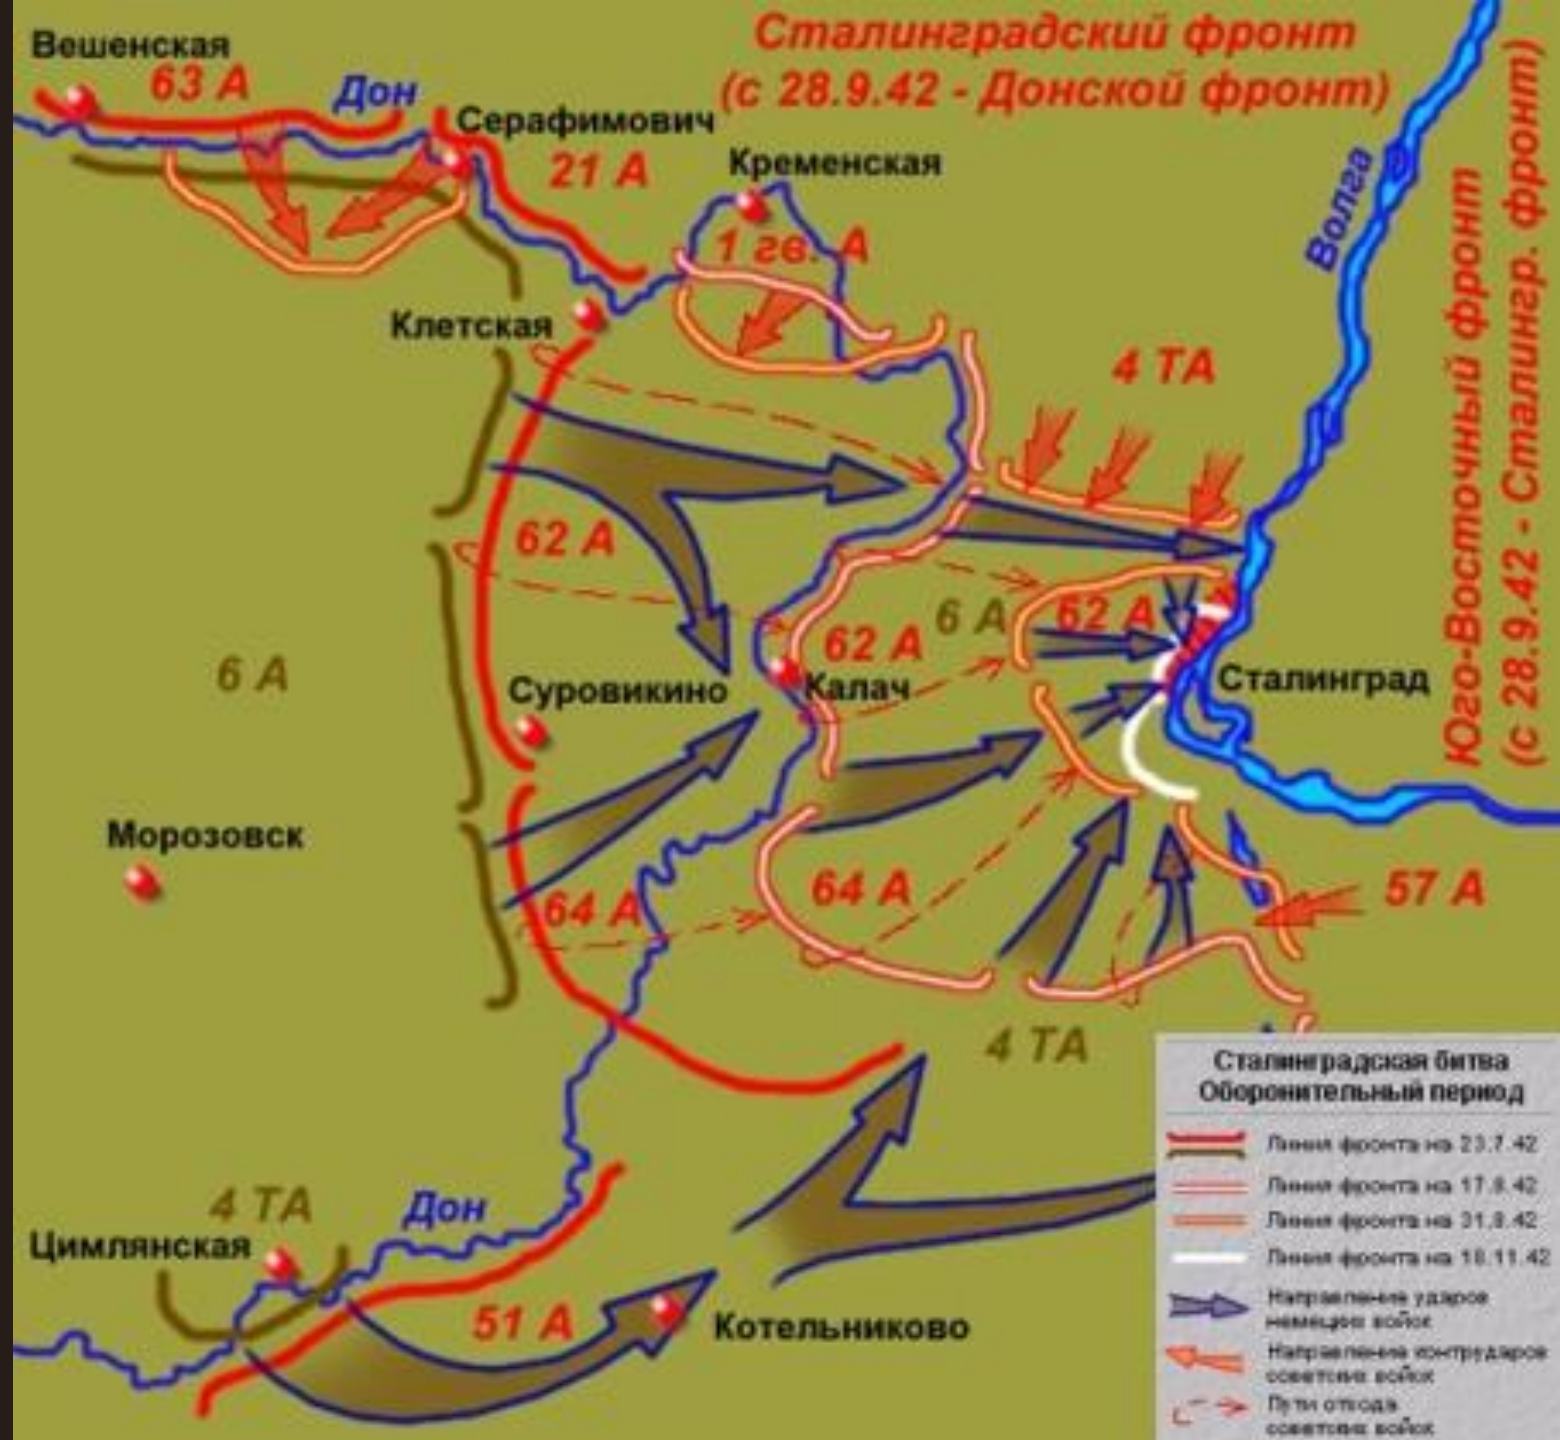 Сталинградский фронт
(с 28.9.42 - Донской фронт)
Юго-Восточный фронт
(с 28.9.42 - Сталингр. фронт)
Вешенская
63 А
Дон
Серафимович
21 А
Кременская
1 гв. А
Волга
Клетская
4 ТА
62 А
62 А
6 А
62 А
6 А
Суровикино
Калач
Сталинград
Морозовск
64 А
64 А
57 А
4 ТА
4 ТА
Дон
Цимлянская
51 А
Котельниково
Сталинградская битва
Оборонительный период
Линия фронта на 23.7.42
Линия фронта на 17.8.42
Линия фронта на 31.8.42
Линия фронта на 18.11.42
Направление ударов
немецких войск
Направление контрударов
советских войск
Пути отхода
советских войск